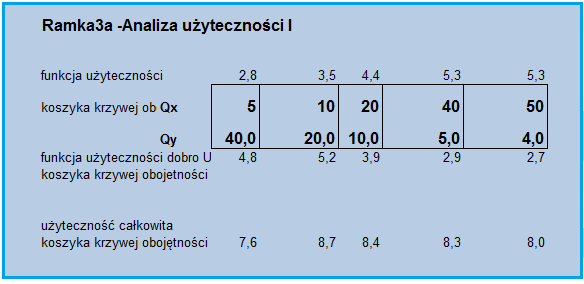 Ramka3a -Analiza użyteczności I
funkcja użyteczności 2,8 3,5 4,4 5,3 5,3
koszyka krzywej ob Qx 5 10 20 40 50
Qy 40,0 20,0 10,0 5,0 4,0
funkcja użyteczności dobro U 4,8 5,2 3,9 2,9 2,7
koszyka krzywej obojetności
użyteczność całkowita
koszyka krzywej obojętności 7,6 8,7 8,4 8,3 8,0